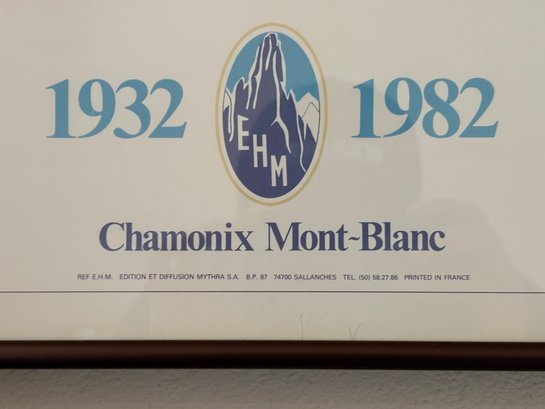 1932 EHM 1982
Chamonix Mont-Blanc
REF E.H.M. EDITION ET DIFFUSION MYTHRA S.A. B.P. 87 74700 SALLANCHES TEL. (50) 58.27.86 PRINTED IN FRANCE